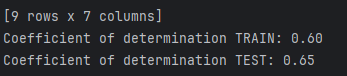 [9 rows x 7 columns]
Coefficient of determination TRAIN: 0.60
Coefficient of determination TEST: 0.65